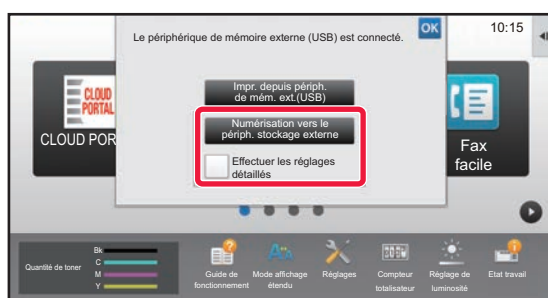 Le périphérique de mémoire externe (USB) est connecté.
OK
10:15
Impr. depuis périph.
de mém. ext.(USB)
Numérisation vers le
périph. stockage externe
Effectuer les réglages
détaillés
CLOUD
PORTAL
CLOUD POR
Fax
facile
Quantité de toner
Bk
C
M
Y
Guide de
fonctionnement
Mode affichage
étendu
Réglages
Compteur
totalisateur
Réglage de
luminosité
Etat travail